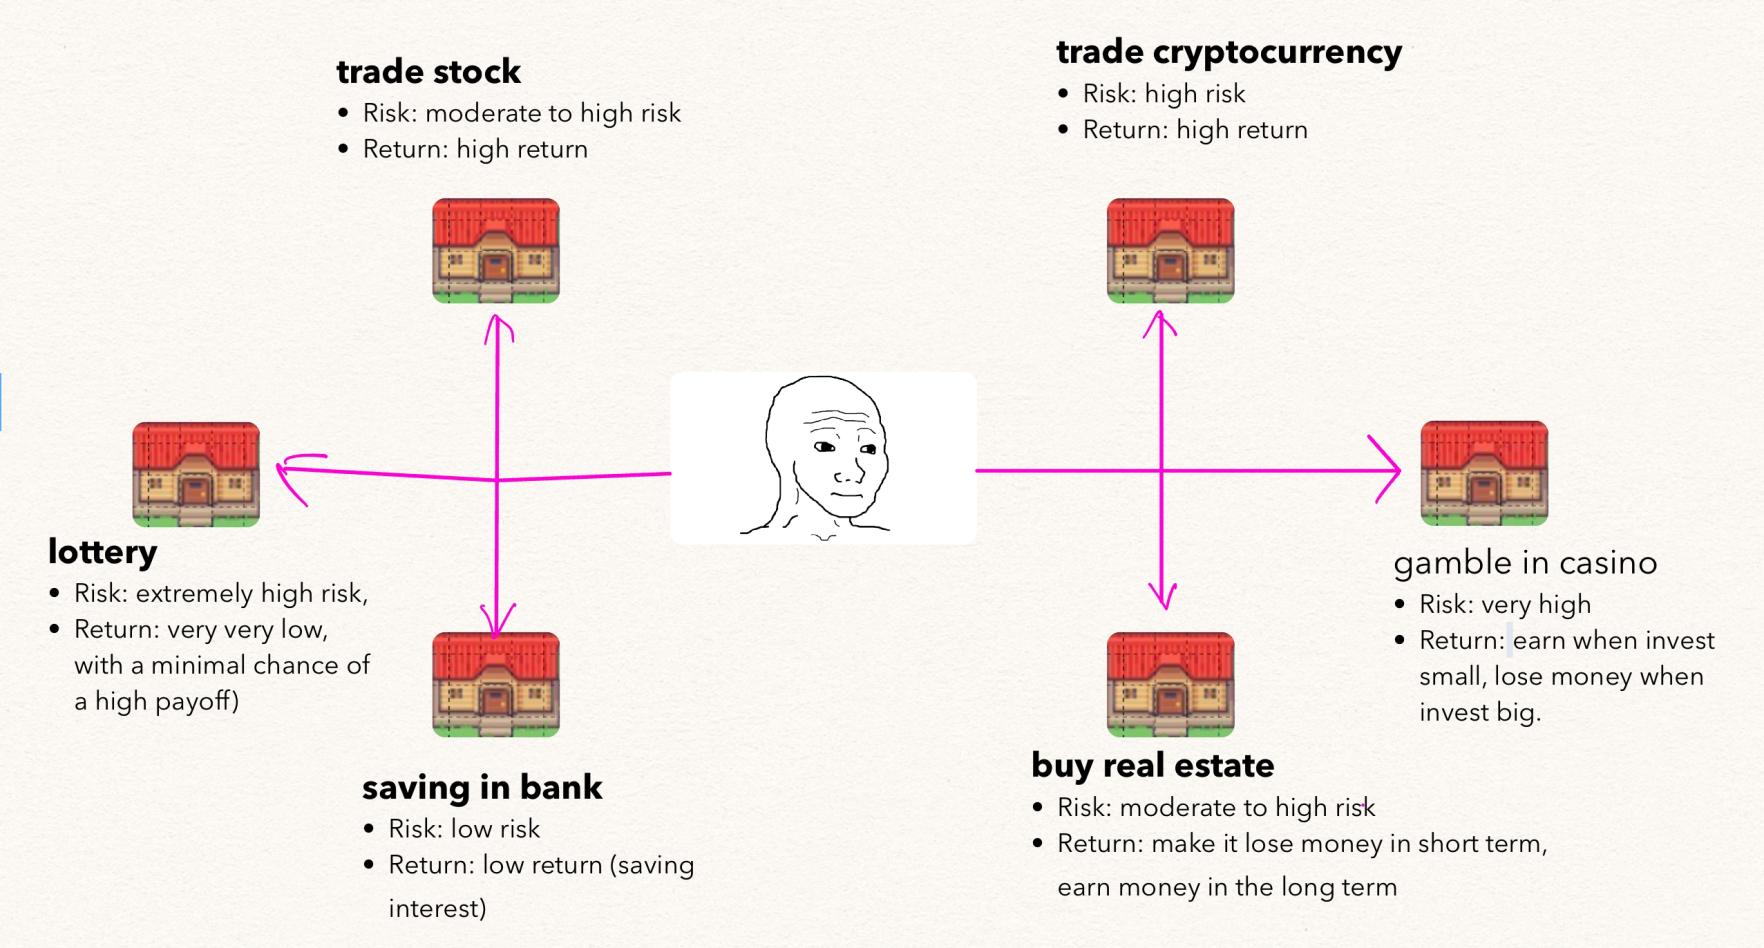 trade stock
• Risk: moderate to high risk
• Return: high return
trade cryptocurrency
• Risk: high risk
• Return: high return
lottery
• Risk: extremely high risk,
• Return: very very low,
with a minimal chance of
a high payoff)
gamble in casino
• Risk: very high
• Return: earn when invest
small, lose money when
invest big.
saving in bank
• Risk: low risk
• Return: low return (saving
interest)
buy real estate
• Risk: moderate to high risk
• Return: make it lose money in short term,
earn money in the long term